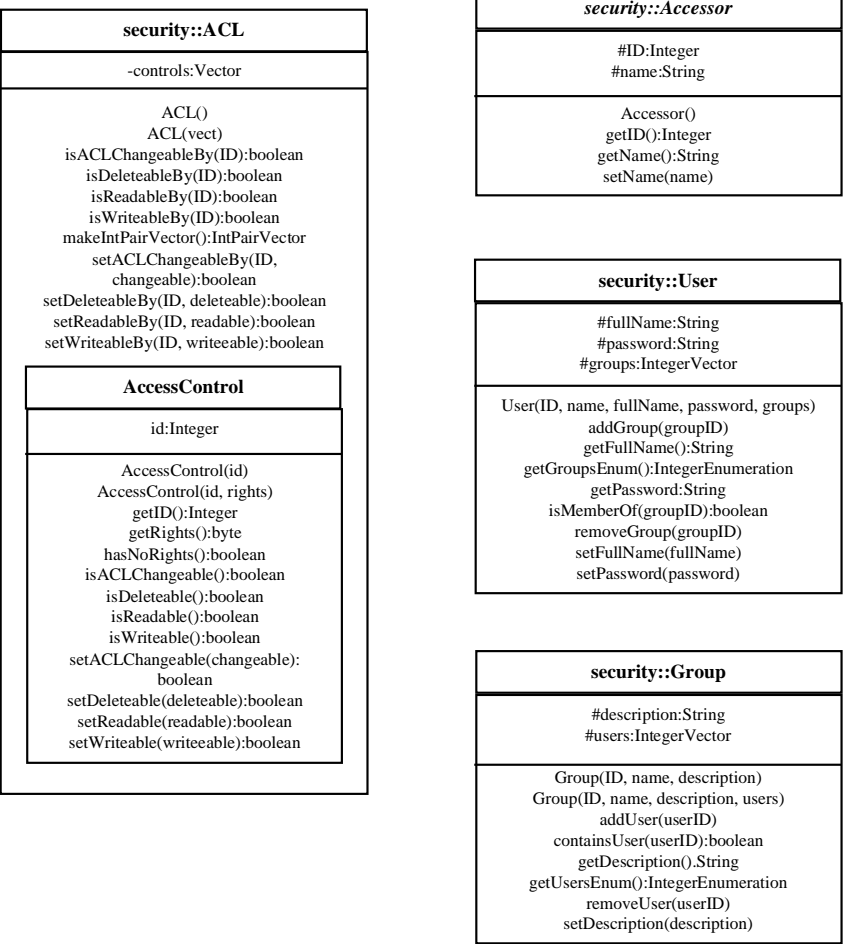 security::ACL
-controls:Vector
ACL()
ACL(vect)
isACLChangeableBy(ID):boolean
isDeleteableBy(ID):boolean
isReadableBy(ID):boolean
isWriteableBy(ID):boolean
makeIntPairVector():IntPairVector
setACLChangeableBy(ID,
changeable):boolean
setDeleteableBy(ID, deleteable):boolean
setReadableBy(ID, readable):boolean
setWriteableBy(ID, writeeable):boolean
AccessControl
id:Integer
AccessControl(id)
AccessControl(id, rights)
getID():Integer
getRights():byte
hasNoRights():boolean
isACLChangeable():boolean
isDeleteable():boolean
isReadable():boolean
isWriteable():boolean
setACLChangeable(changeable):
boolean
setDeleteable(deleteable):boolean
setReadable(readable):boolean
setWriteable(writeeable):boolean
security::Accessor
#ID:Integer
#name:String
Accessor()
getID():Integer
getName():String
setName(name)
security::User
#fullName:String
#password:String
#groups:IntegerVector
User(ID, name, fullName, password, groups)
addGroup(groupID)
getFullName():String
getGroupsEnum():IntegerEnumeration
getPassword:String
isMemberOf(groupID):boolean
removeGroup(groupID)
setFullName(fullName)
setPassword(password)
security::Group
#description:String
#users:IntegerVector
Group(ID, name, description)
Group(ID, name, description, users)
addUser(userID)
containsUser(userID):boolean
getDescription().String
getUsersEnum():IntegerEnumeration
removeUser(userID)
setDescription(description)